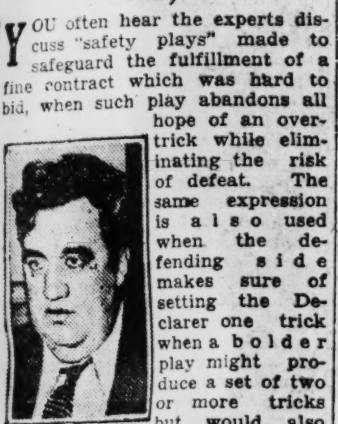 YOU often hear the experts dis-
cuss "safety plays" made to
safeguard the fulfillment of a
fine contract which was hard to
bid, when such play abandons all
hope of an over-
trick while elim-
inating the risk
of defeat. The
same expression
is also used
when the de-
fending side
makes sure of
setting the De-
clarer one trick
when a bolder
play might pro-
duce a set of two
or more tricks
but would also